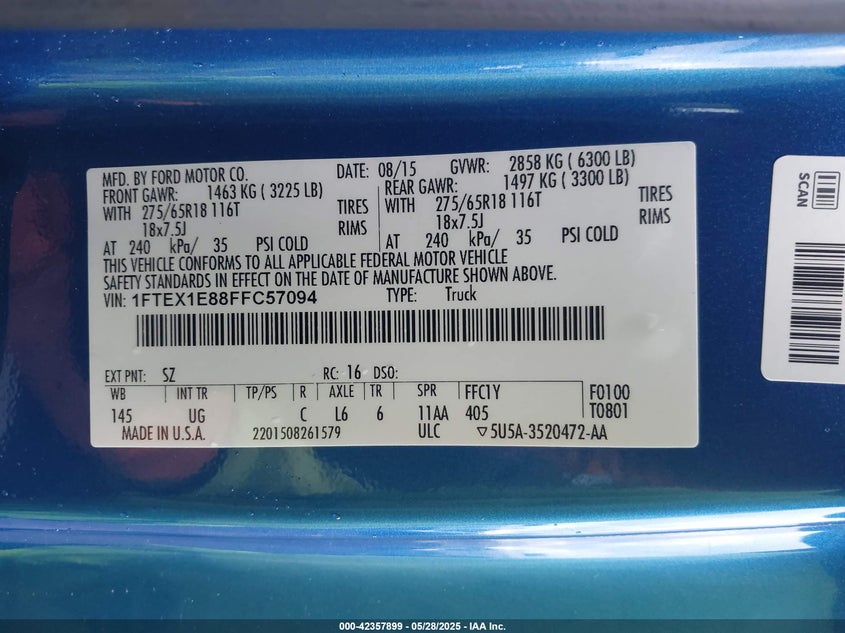 MFD. BY FORD MOTOR CO. DATE: 08/15 GVWR: 2858 KG ( 6300 LB)
FRONT GAWR: 1463 KG ( 3225 LB) REAR GAWR: 1497 KG ( 3300 LB)
WITH 275/65R18 116T TIRES WITH 275/65R18 116T TIRES
18x7.5J RIMS 18x7.5J RIMS
AT 240 kPa/ 35 PSI COLD AT 240 kPa/ 35 PSI COLD
THIS VEHICLE CONFORMS TO ALL APPLICABLE FEDERAL MOTOR VEHICLE
SAFETY STANDARDS IN EFFECT ON THE DATE OF MANUFACTURE SHOWN ABOVE.
VIN: 1FTEX1E88FFC57094 TYPE: Truck
EXT PNT: SZ RC: 16 DSO:
WB INT TR TP/PS R AXLE TR SPR FFC1Y F0100
145 UG C L6 6 11AA 405 T0801
MADE IN U.S.A. 2201508261579 ULC ▽5U5A-3520472-AA
SCAN
000-42357899 — 05/28/2025 — IAA Inc.